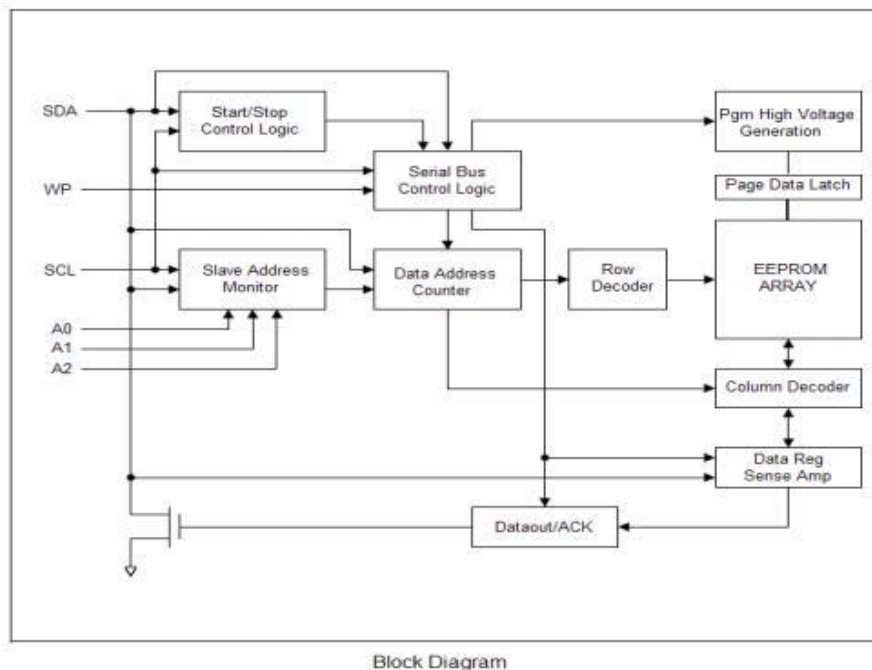 SDA
Start/Stop
Control Logic
Pgm High Voltage
Generation
WP
Serial Bus
Control Logic
Page Data Latch
SCL
Slave Address
Monitor
Data Address
Counter
Row
Decoder
EEPROM
ARRAY
A0
A1
A2
Column Decoder
Data Reg
Sense Amp
Dataout/ACK
Block Diagram